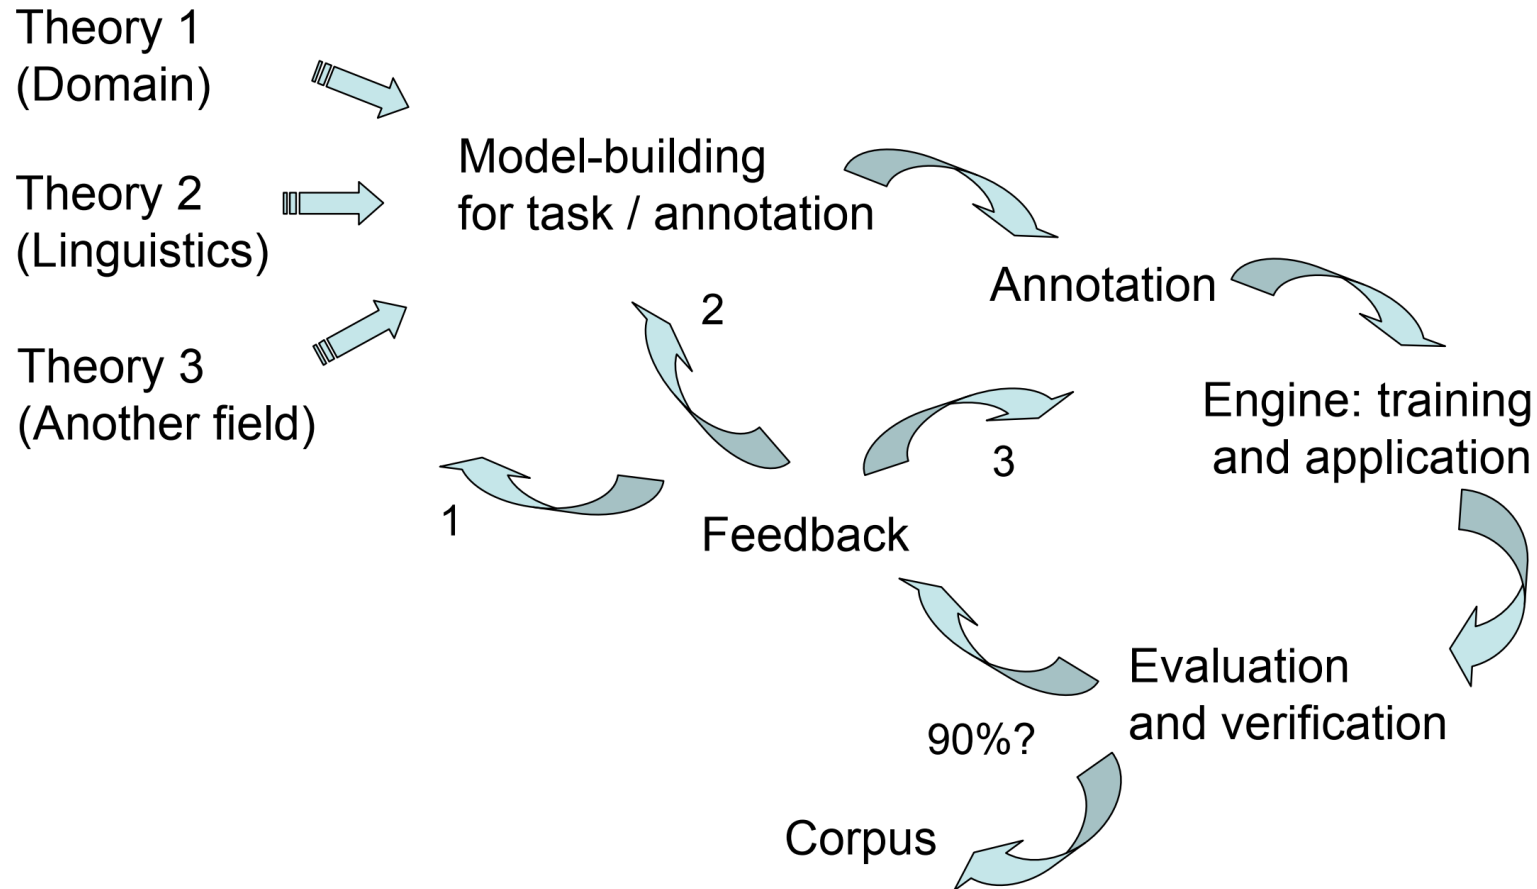 Theory 1
(Domain)
Theory 2
(Linguistics)
Theory 3
(Another field)
Model-building
for task / annotation
Annotation
Engine: training
and application
2
3
1
Feedback
Evaluation
and verification
90%?
Corpus